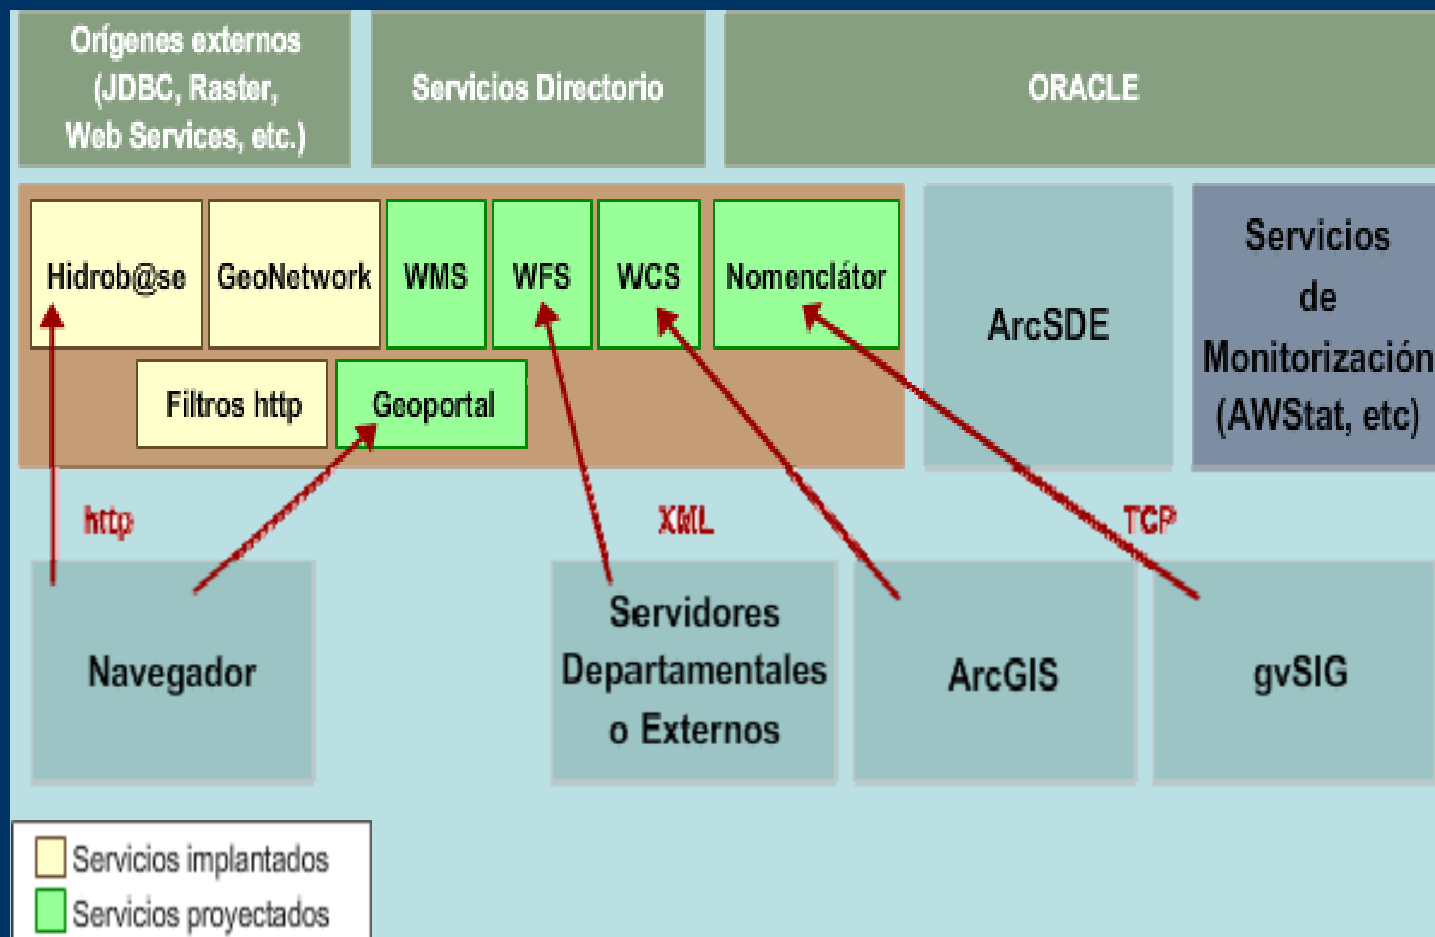 Orígenes externos
(JDBC, Raster,
Web Services, etc.)
Servicios Directorio
ORACLE
Hidrob@se
GeoNetwork
WMS
WFS
WCS
Nomenclátor
Filtros http
Geoportal
ArcSDE
Servicios
de
Monitorización
(AWStat, etc)
http
XML
TCP
Navegador
Servidores
Departamentales
o Externos
ArcGIS
gvSIG
Servicios implantados
Servicios proyectados